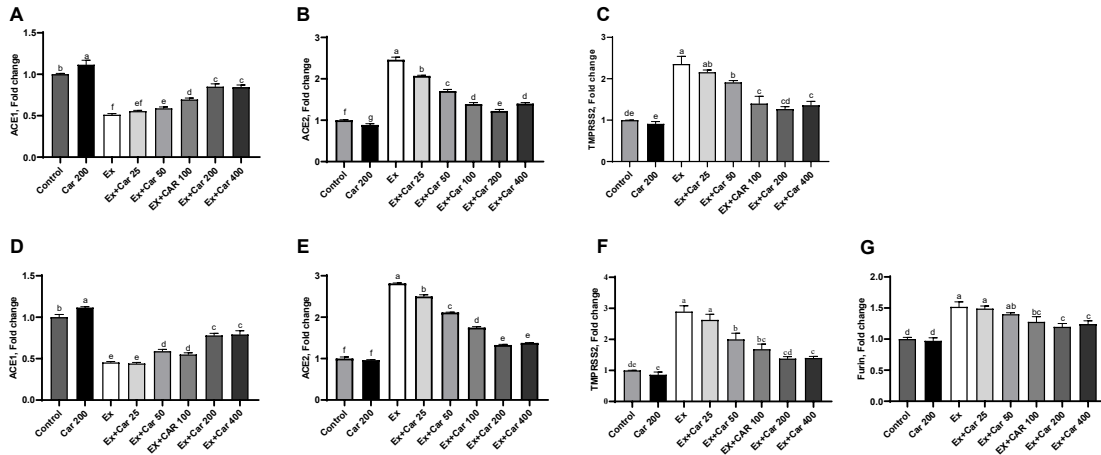 A
ACE1, Fold change
1.5
1.0
0.5
0.0
b
a
f
ef
e
d
c
c
Control
Car 200
Ex
Ex+Car 25
Ex+Car 50
EX+CAR 100
Ex+Car 200
Ex+Car 400
B
ACE2, Fold change
3
2
1
0
f
g
a
b
c
d
e
d
Control
Car 200
Ex
Ex+Car 25
Ex+Car 50
Ex+Car 100
Ex+Car 200
Ex+Car 400
C
TMPRSS2, Fold change
3
2
1
0
de
e
a
ab
b
c
cd
c
Control
Car 200
Ex
Ex+Car 25
Ex+Car 50
EX+CAR 100
Ex+Car 200
Ex+Car 400
D
ACE1, Fold change
1.5
1.0
0.5
0.0
b
a
e
e
d
d
c
c
Control
Car 200
Ex
Ex+Car 25
Ex+Car 50
EX+CAR 100
Ex+Car 200
Ex+Car 400
E
ACE2, Fold change
3
2
1
0
f
f
a
b
c
d
e
e
Control
Car 200
Ex
Ex+Car 25
Ex+Car 50
Ex+Car 100
Ex+Car 200
Ex+Car 400
F
TMPRSS2, Fold change
4
3
2
1
0
de
e
a
a
b
bc
cd
c
Control
Car 200
Ex
Ex+Car 25
Ex+Car 50
Ex+CAR 100
Ex+Car 200
Ex+Car 400
G
Furin, Fold change
2.0
1.5
1.0
0.5
0.0
d
d
a
a
ab
bc
c
c
Control
Car 200
Ex
Ex+Car 25
Ex+Car 50
EX+CAR 100
Ex+Car 200
Ex+Car 400